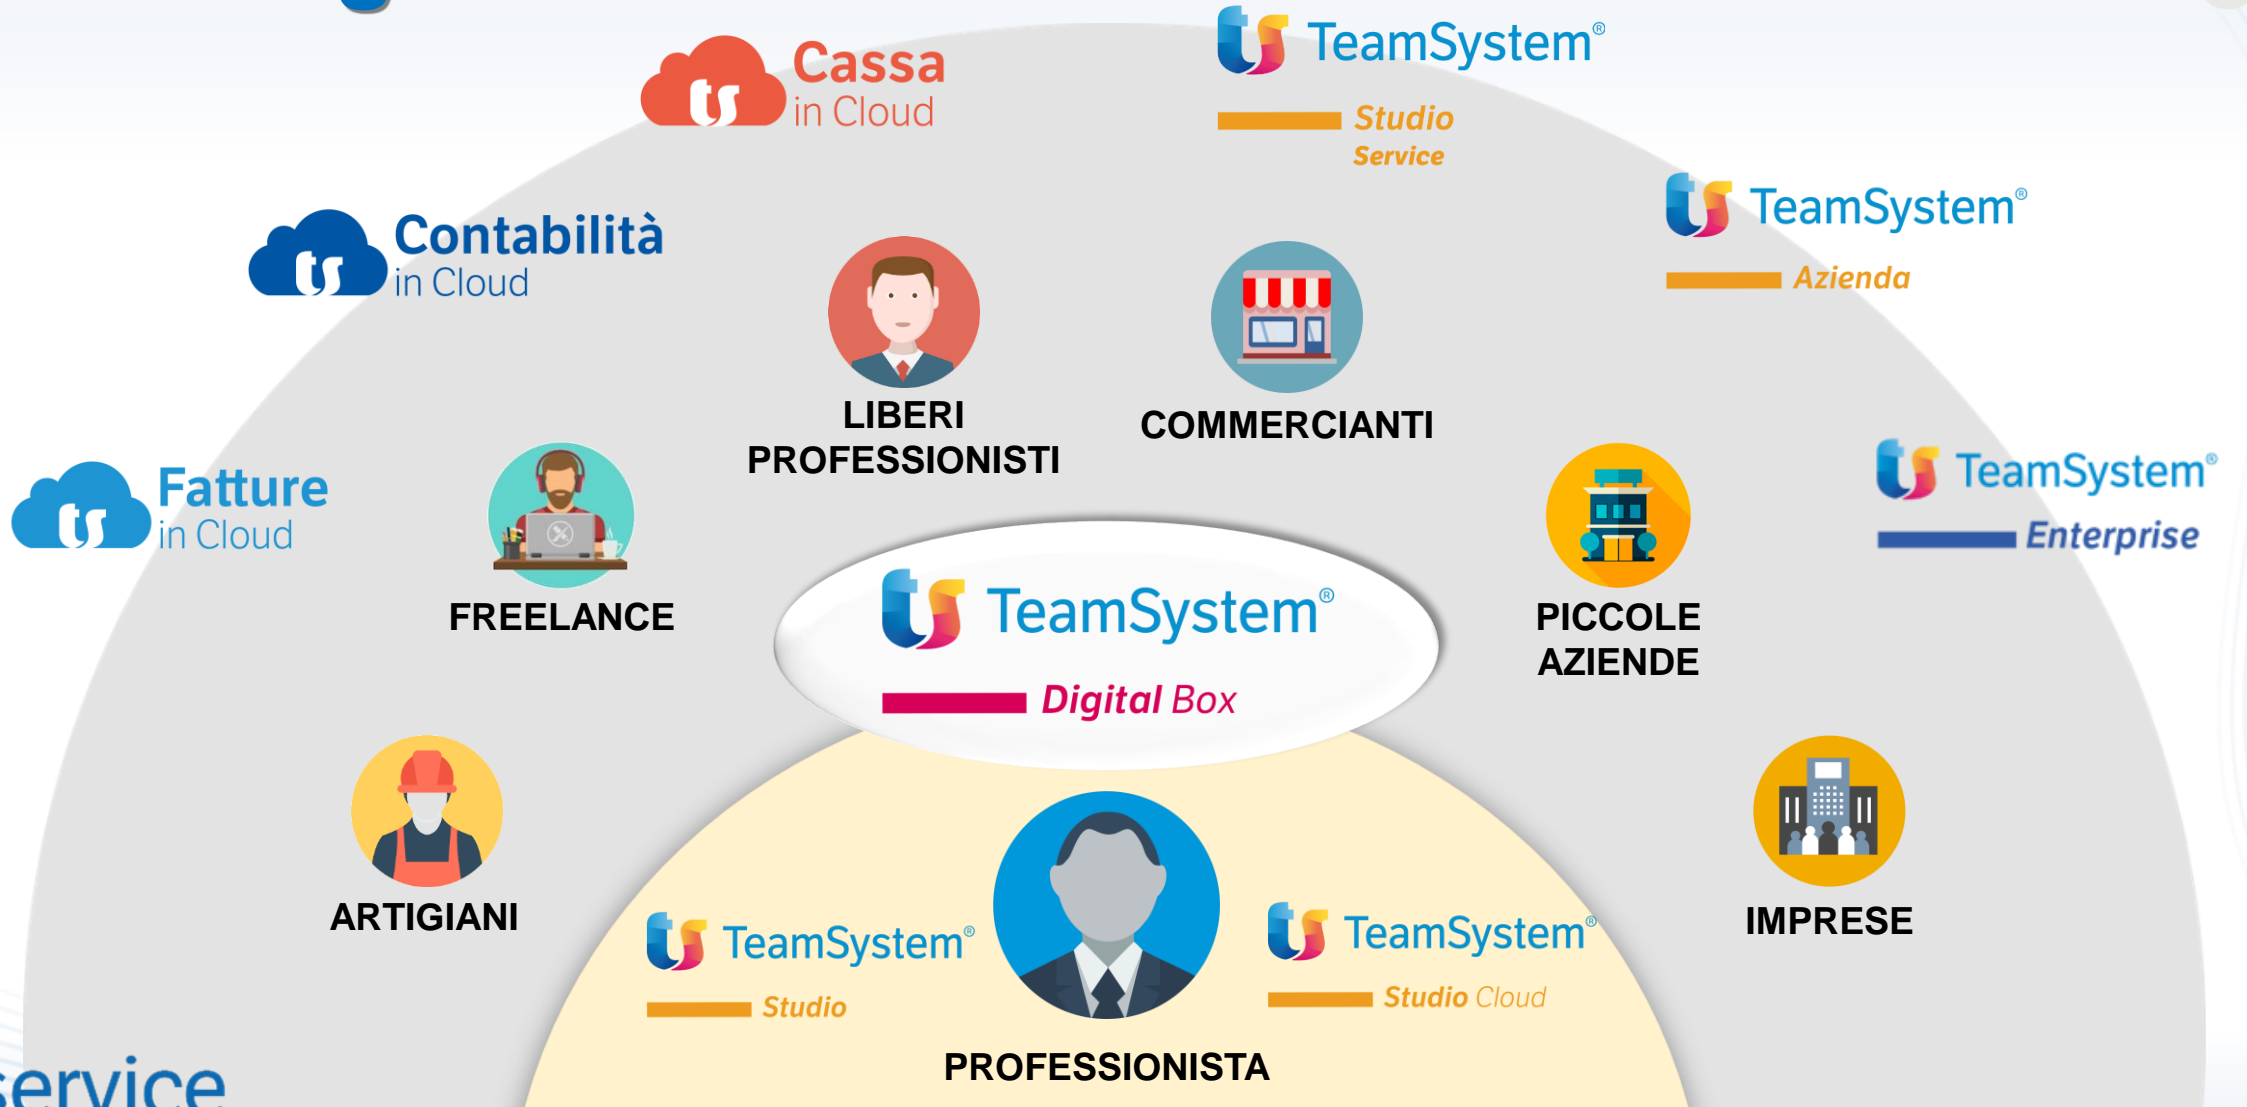 Cassa
in Cloud
TeamSystem®
Studio
Service
Contabilità
in Cloud
TeamSystem®
Azienda
LIBERI
PROFESSIONISTI
COMMERCIANTI
Fatture
in Cloud
FREELANCE
TeamSystem®
Digital Box
PICCOLE
AZIENDE
TeamSystem®
Enterprise
ARTIGIANI
IMPRESE
TeamSystem®
Studio
TeamSystem®
Studio Cloud
PROFESSIONISTA
service